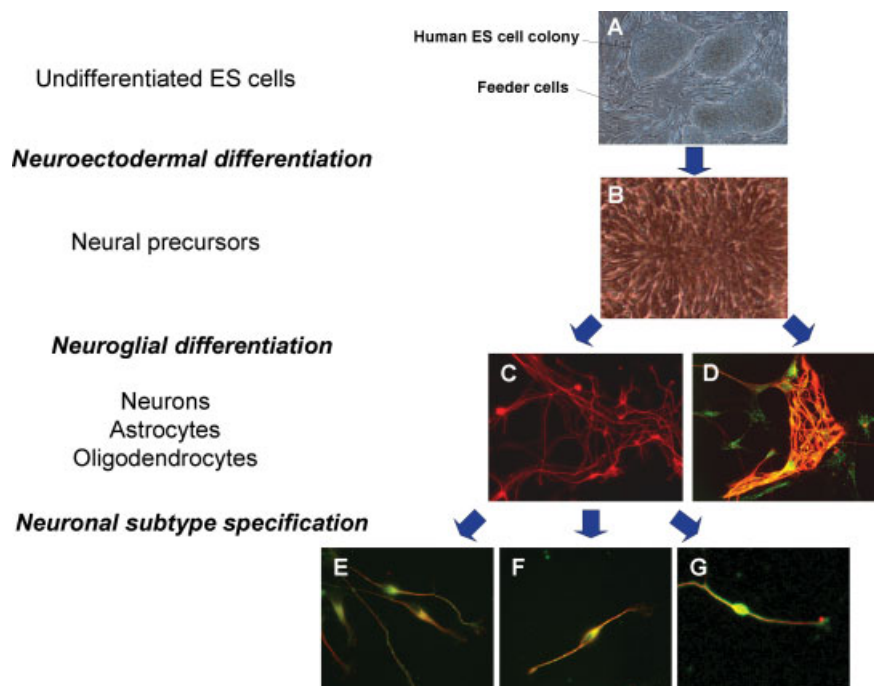 A
Human ES cell colony
Undifferentiated ES cells
Feeder cells
Neuroectodermal differentiation
B
Neural precursors
Neuroglial differentiation
C
D
Neurons
Astrocytes
Oligodendrocytes
Neuronal subtype specification
E
F
G